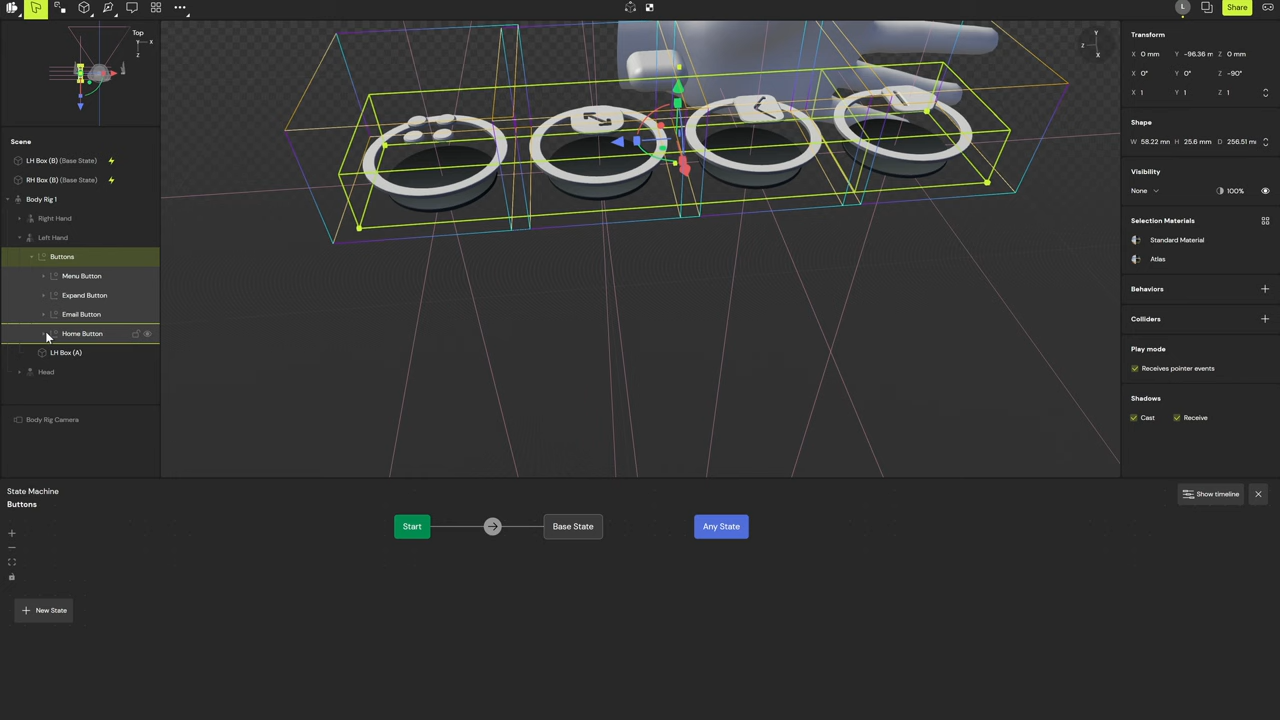 L
Share
Top
Y
X
Z
Y
Z
X
Scene
LH Box (B) (Base State)
RH Box (B) (Base State)
Body Rig 1
Right Hand
Left Hand
Buttons
Menu Button
Expand Button
Email Button
Home Button
LH Box (A)
Head
Body Rig Camera
Transform
X 0 mm Y -96.36 m Z 0 mm
X 0° Y 0° Z -90°
X 1 Y 1 Z 1
Shape
W 58.22 mm H 25.6 mm D 256.51 m
Visibility
None 100%
Selection Materials
Standard Material
Atlas
Behaviors
Colliders
Play mode
Receives pointer events
Shadows
Cast Receive
State Machine
Buttons
Show timeline
Start
Base State
Any State
New State